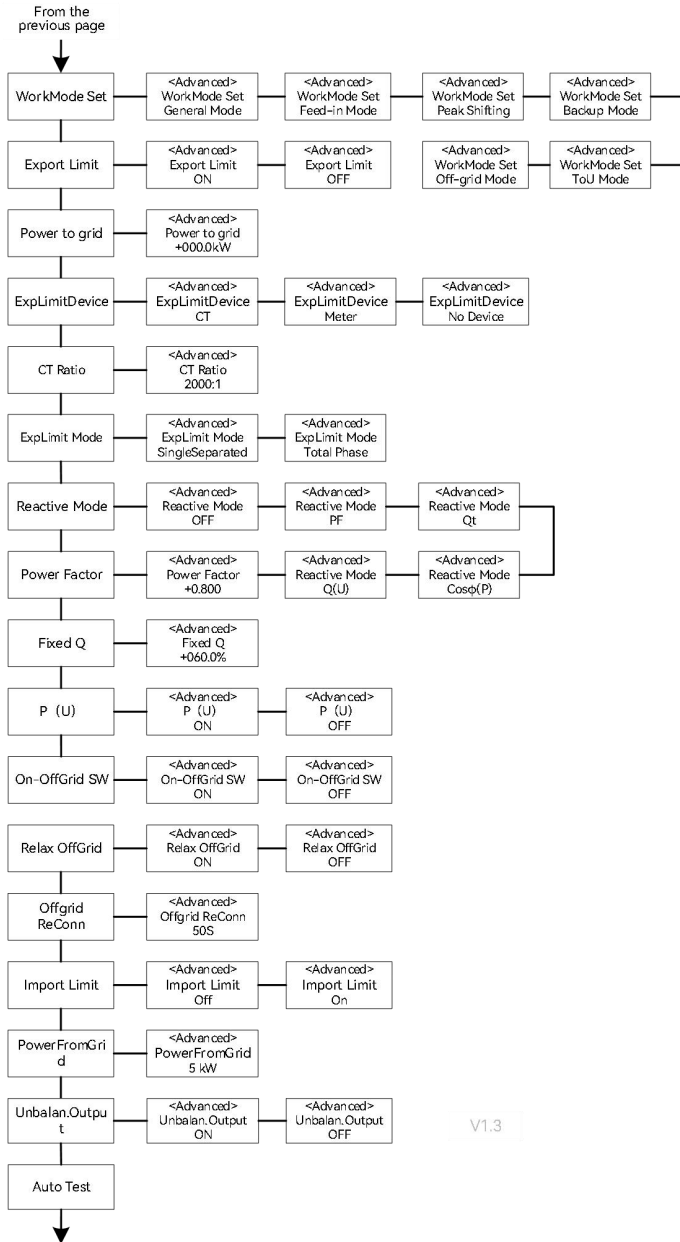 From the
previous page
WorkMode Set
<Advanced>
WorkMode Set
General Mode
<Advanced>
WorkMode Set
Feed-in Mode
<Advanced>
WorkMode Set
Peak Shifting
<Advanced>
WorkMode Set
Backup Mode
Export Limit
<Advanced>
Export Limit
ON
<Advanced>
Export Limit
OFF
<Advanced>
WorkMode Set
Off-grid Mode
<Advanced>
WorkMode Set
ToU Mode
Power to grid
<Advanced>
Power to grid
+000.0kW
ExpLimitDevice
<Advanced>
ExpLimitDevice
CT
<Advanced>
ExpLimitDevice
Meter
<Advanced>
ExpLimitDevice
No Device
CT Ratio
<Advanced>
CT Ratio
2000:1
ExpLimit Mode
<Advanced>
ExpLimit Mode
SingleSeparated
<Advanced>
ExpLimit Mode
Total Phase
Reactive Mode
<Advanced>
Reactive Mode
OFF
<Advanced>
Reactive Mode
PF
<Advanced>
Reactive Mode
Qt
Power Factor
<Advanced>
Power Factor
+0.800
<Advanced>
Reactive Mode
Q(U)
<Advanced>
Reactive Mode
Cosϕ(P)
Fixed Q
<Advanced>
Fixed Q
+060.0%
P（U）
<Advanced>
P（U）
ON
<Advanced>
P（U）
OFF
On-OffGrid SW
<Advanced>
On-OffGrid SW
ON
<Advanced>
On-OffGrid SW
OFF
Relax OffGrid
<Advanced>
Relax OffGrid
ON
<Advanced>
Relax OffGrid
OFF
Offgrid
ReConn
<Advanced>
Offgrid ReConn
50S
Import Limit
<Advanced>
Import Limit
Off
<Advanced>
Import Limit
On
PowerFromGri
d
<Advanced>
PowerFromGrid
5 kW
Unbalan.Outpu
t
<Advanced>
Unbalan.Output
ON
<Advanced>
Unbalan.Output
OFF
V1.3
Auto Test